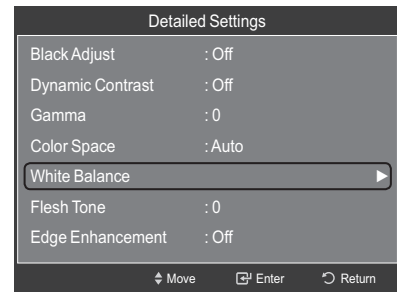 Detailed Settings
Black Adjust : Off
Dynamic Contrast : Off
Gamma : 0
Color Space : Auto
White Balance ►
Flesh Tone : 0
Edge Enhancement : Off
Move Enter Return